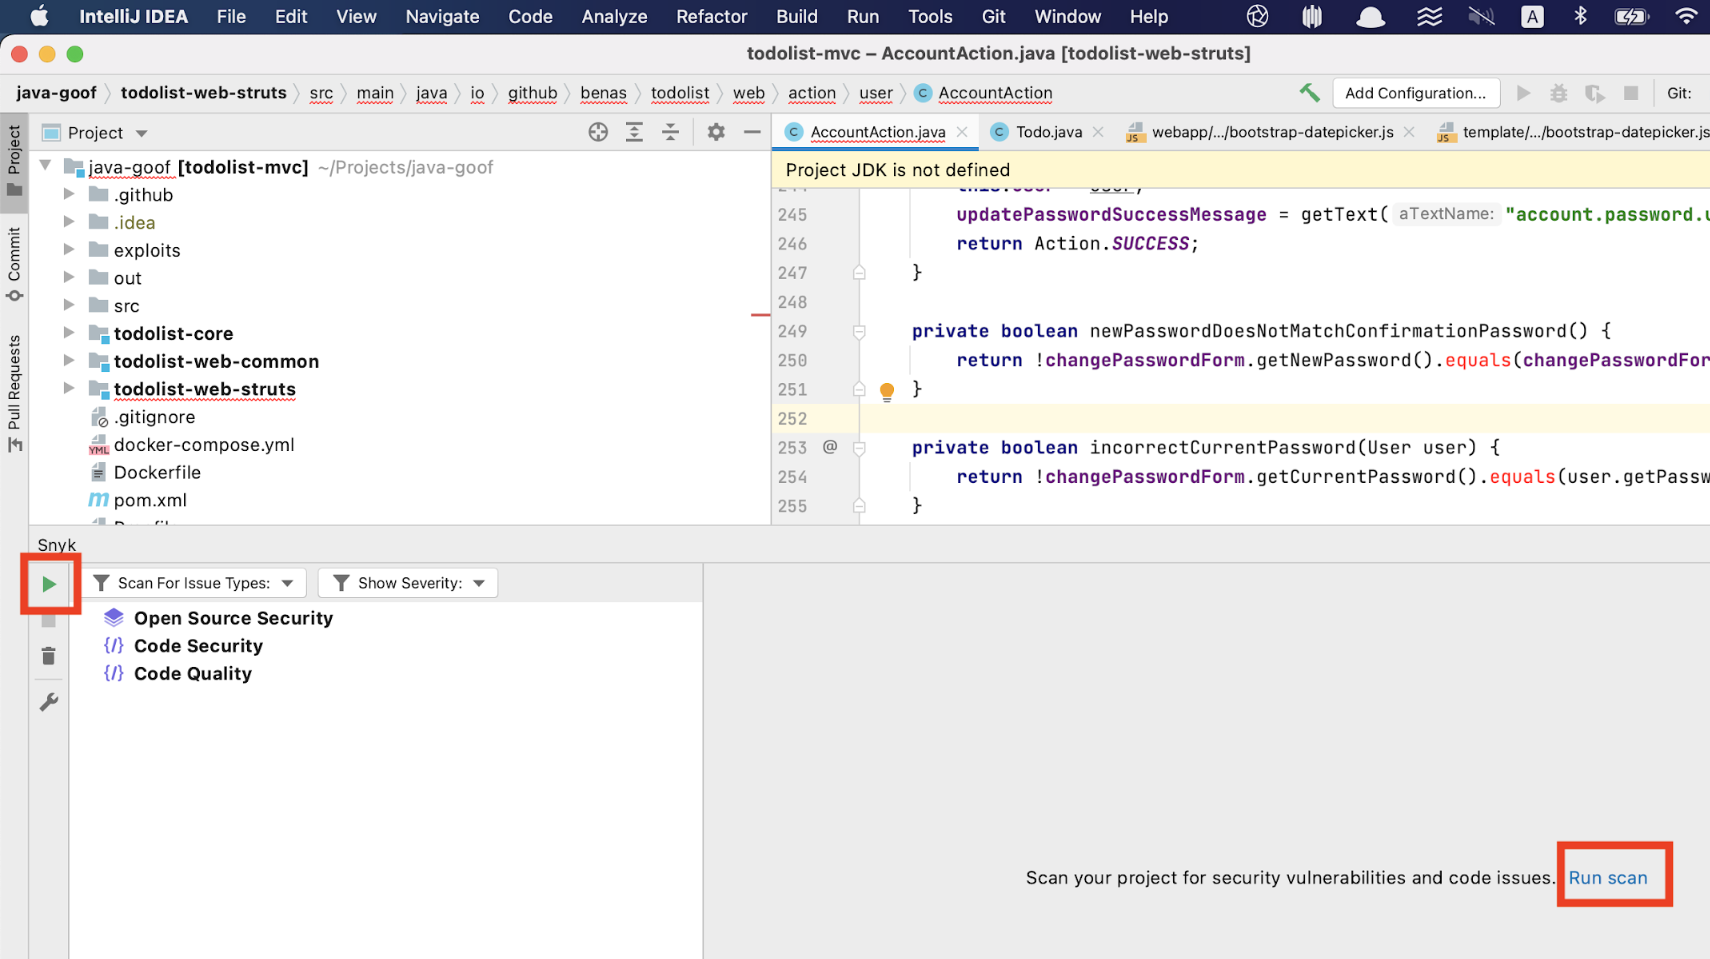 IntelliJ IDEA File Edit View Navigate Code Analyze Refactor Build Run Tools Git Window Help A
todolist-mvc – AccountAction.java [todolist-web-struts]
java-goof todolist-web-struts src main java io github benas todolist web action user C AccountAction Add Configuration... Git:
Project
Commit
Pull Requests
Project
java-goof [todolist-mvc] ~/Projects/java-goof
.github
.idea
exploits
out
src
todolist-core
todolist-web-common
todolist-web-struts
.gitignore
YML docker-compose.yml
Dockerfile
m pom.xml
C AccountAction.java C Todo.java JS webapp/.../bootstrap-datepicker.js JS template/.../bootstrap-datepicker.js
Project JDK is not defined
245 updatePasswordSuccessMessage = getText( aTextName: "account.password.u
246 return Action.SUCCESS;
247 }
248
249 private boolean newPasswordDoesNotMatchConfirmationPassword() {
250 return !changePasswordForm.getNewPassword().equals(changePasswordFor
251 }
252
253 @ private boolean incorrectCurrentPassword(User user) {
254 return !changePasswordForm.getCurrentPassword().equals(user.getPassw
255 }
Snyk
Scan For Issue Types: Show Severity:
Open Source Security
{/} Code Security
{/} Code Quality
Scan your project for security vulnerabilities and code issues. Run scan